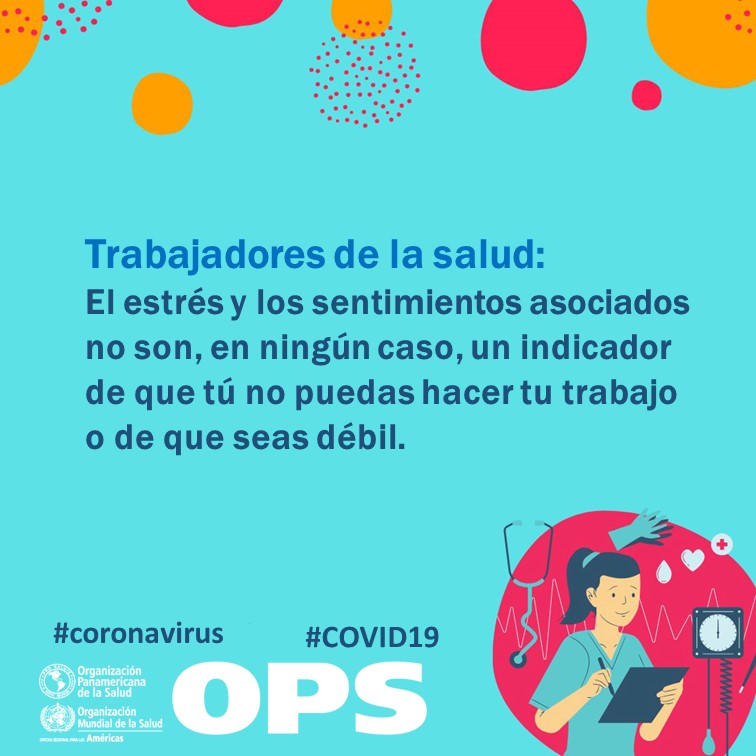 Trabajadores de la salud:
El estrés y los sentimientos asociados
no son, en ningún caso, un indicador
de que tú no puedas hacer tu trabajo
o de que seas débil.
#coronavirus #COVID19
Organización
Panamericana
de la Salud
Organización
Mundial de la Salud
OFICINA REGIONAL PARA LAS Américas
OPS